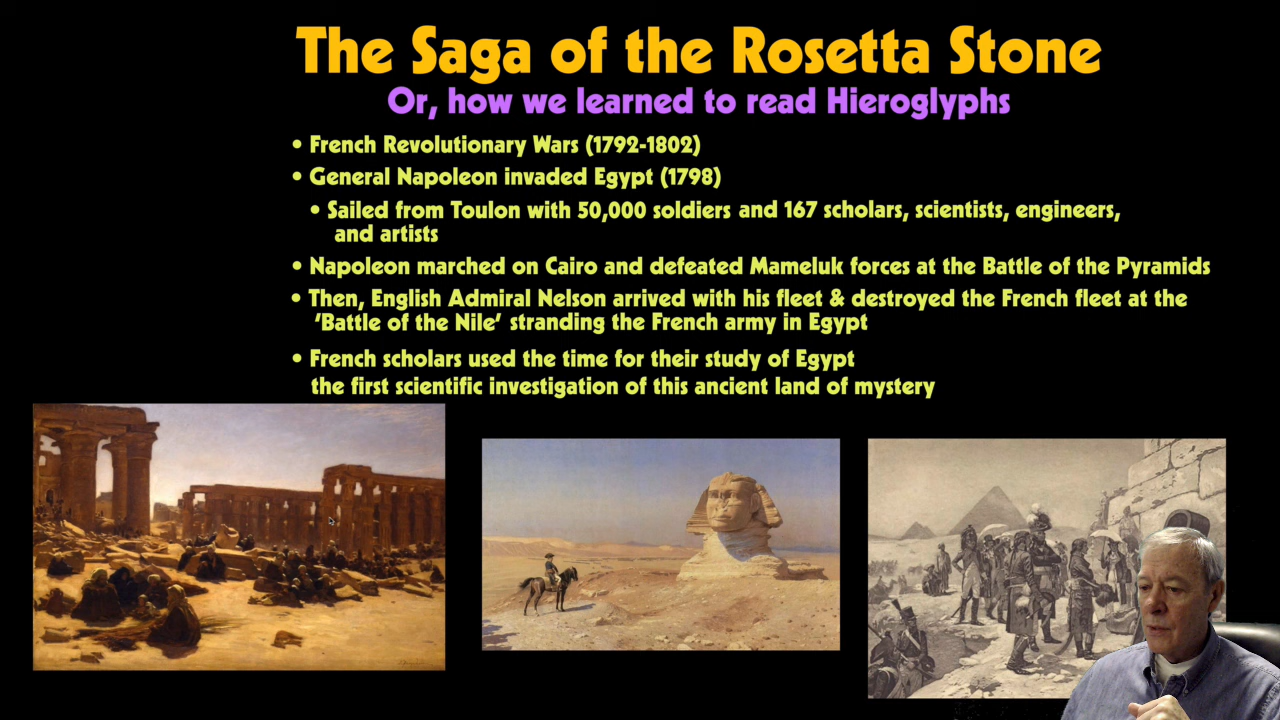 The Saga of the Rosetta Stone
Or, how we learned to read Hieroglyphs
• French Revolutionary Wars (1792-1802)
• General Napoleon invaded Egypt (1798)
• Sailed from Toulon with 50,000 soldiers and 167 scholars, scientists, engineers,
and artists
• Napoleon marched on Cairo and defeated Mameluk forces at the Battle of the Pyramids
• Then, English Admiral Nelson arrived with his fleet & destroyed the French fleet at the
'Battle of the Nile' stranding the French army in Egypt
• French scholars used the time for their study of Egypt
the first scientific investigation of this ancient land of mystery